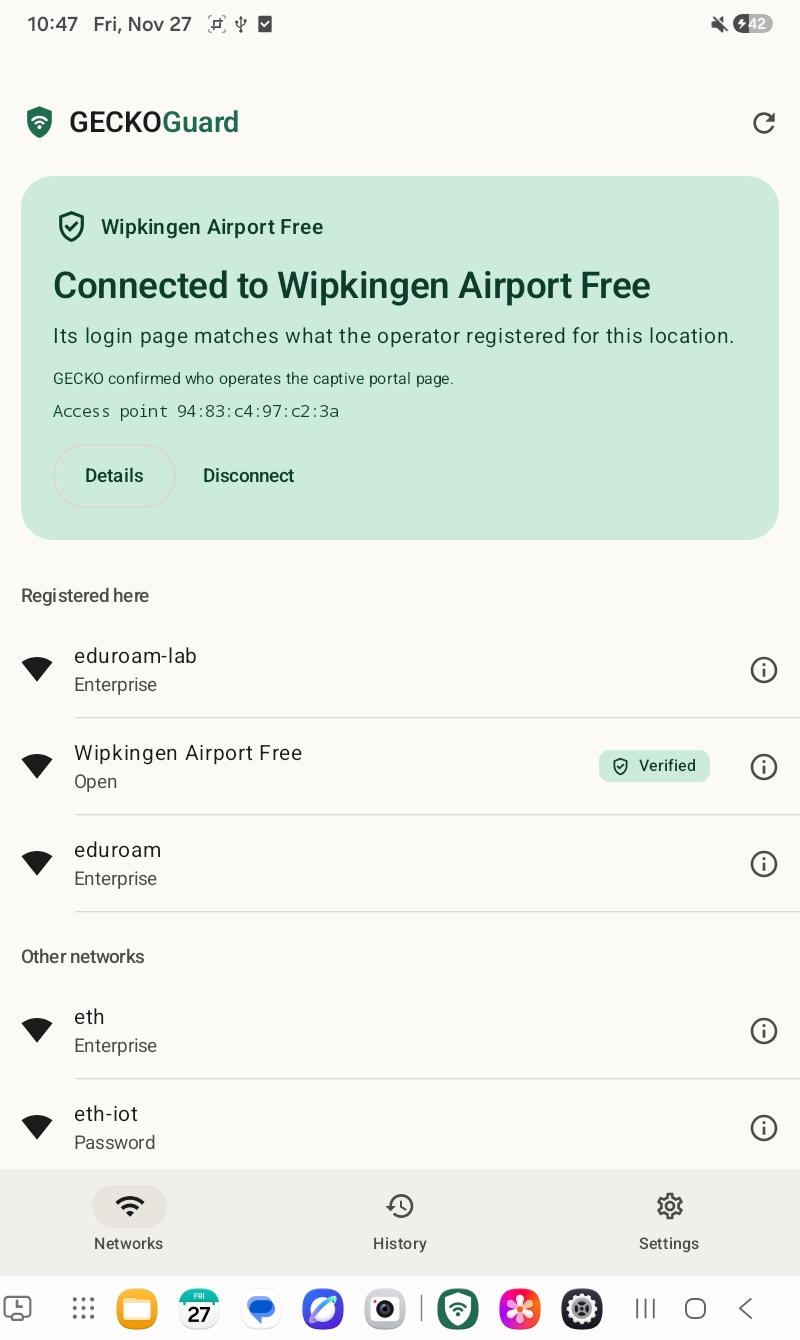 10:47 Fri, Nov 27
42
GECKOGuard
Wipkingen Airport Free
Connected to Wipkingen Airport Free
Its login page matches what the operator registered for this location.
GECKO confirmed who operates the captive portal page.
Access point 94:83:c4:97:c2:3a
Details
Disconnect
Registered here
eduroam-lab
Enterprise
Wipkingen Airport Free
Open
Verified
eduroam
Enterprise
Other networks
eth
Enterprise
eth-iot
Password
Networks
History
Settings
FRI
27